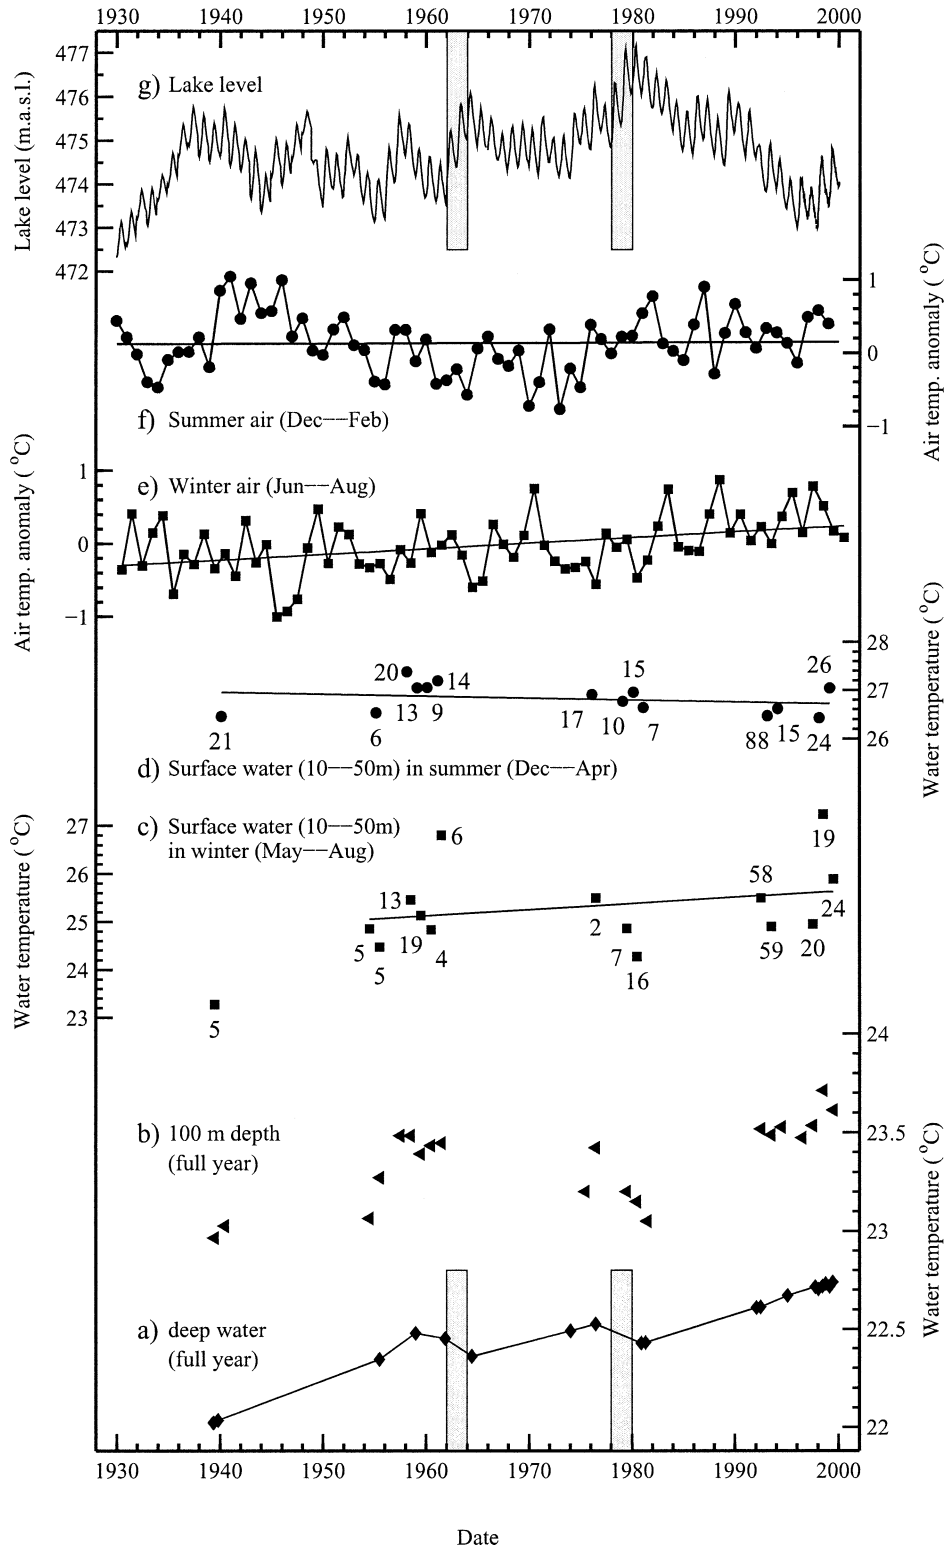 1930 1940 1950 1960 1970 1980 1990 2000
477
g) Lake level
476
475
474
473
472
Lake level (m.a.s.l.)
1
0
−1
Air temp. anomaly (°C)
f) Summer air (Dec—Feb)
1
e) Winter air (Jun—Aug)
0
−1
Air temp. anomaly (°C)
28
27
26
Water temperature (°C)
20 14 15 26
13 9 17 10 7
21 6 88 15 24
d) Surface water (10—50m) in summer (Dec—Apr)
27
26
25
24
23
Water temperature (°C)
c) Surface water (10—50m)
in winter (May—Aug)
6 19
13 58
5 19 4 2 24
5 7 16 59 20
5
24
23.5
23
22.5
22
Water temperature (°C)
Water temperature (°C)
b) 100 m depth
(full year)
a) deep water
(full year)
1930 1940 1950 1960 1970 1980 1990 2000
Date